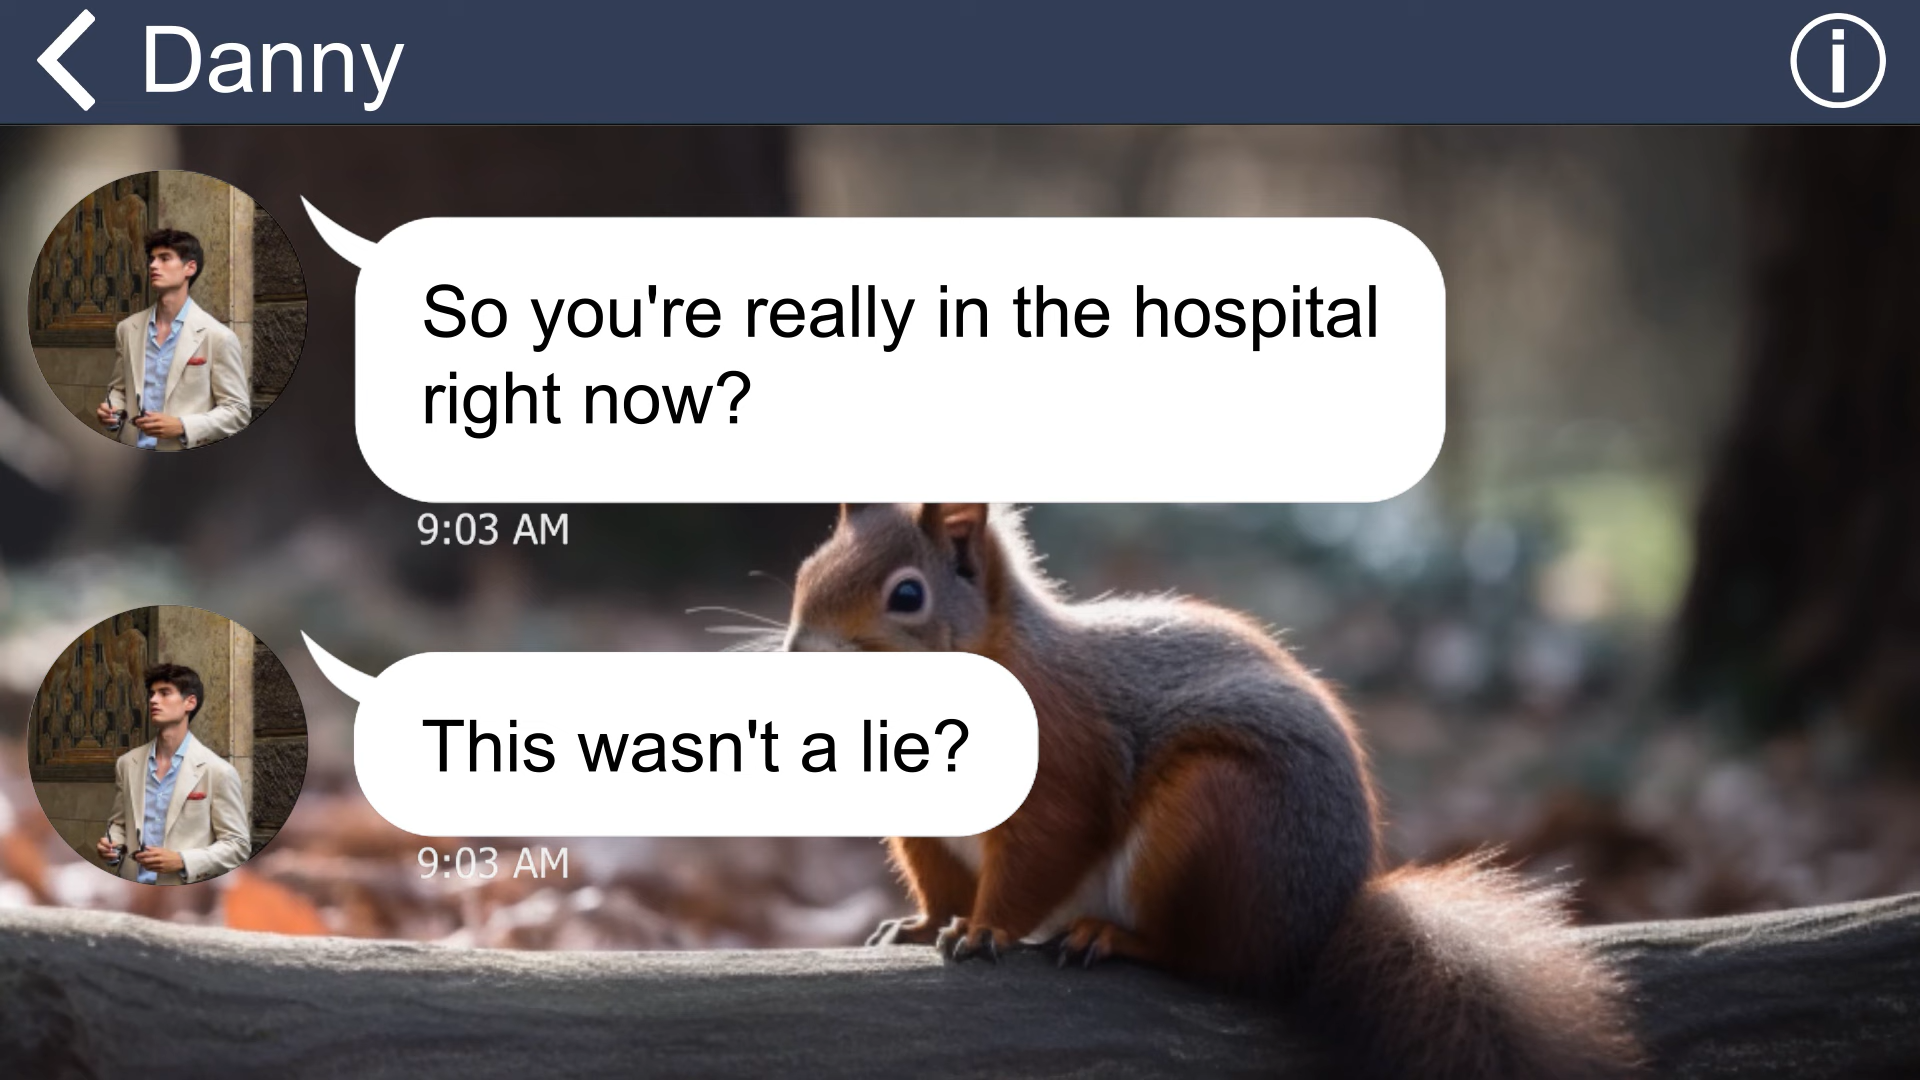 Danny
So you're really in the hospital
right now?
9:03 AM
This wasn't a lie?
9:03 AM